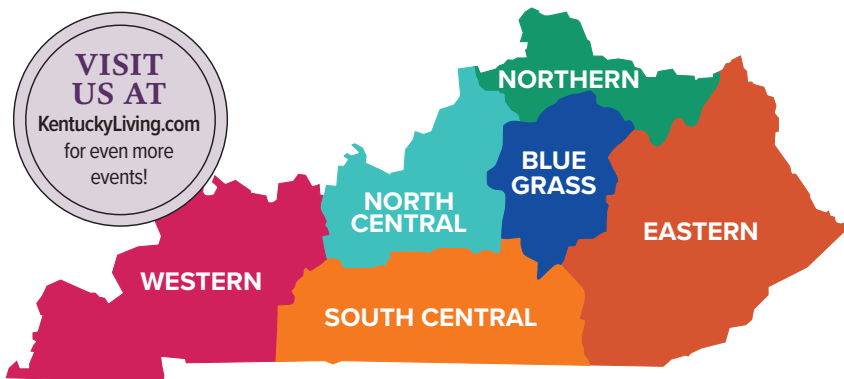 VISIT
US AT
KentuckyLiving.com
for even more
events!
NORTHERN
BLUE
GRASS
NORTH
CENTRAL
EASTERN
WESTERN
SOUTH CENTRAL